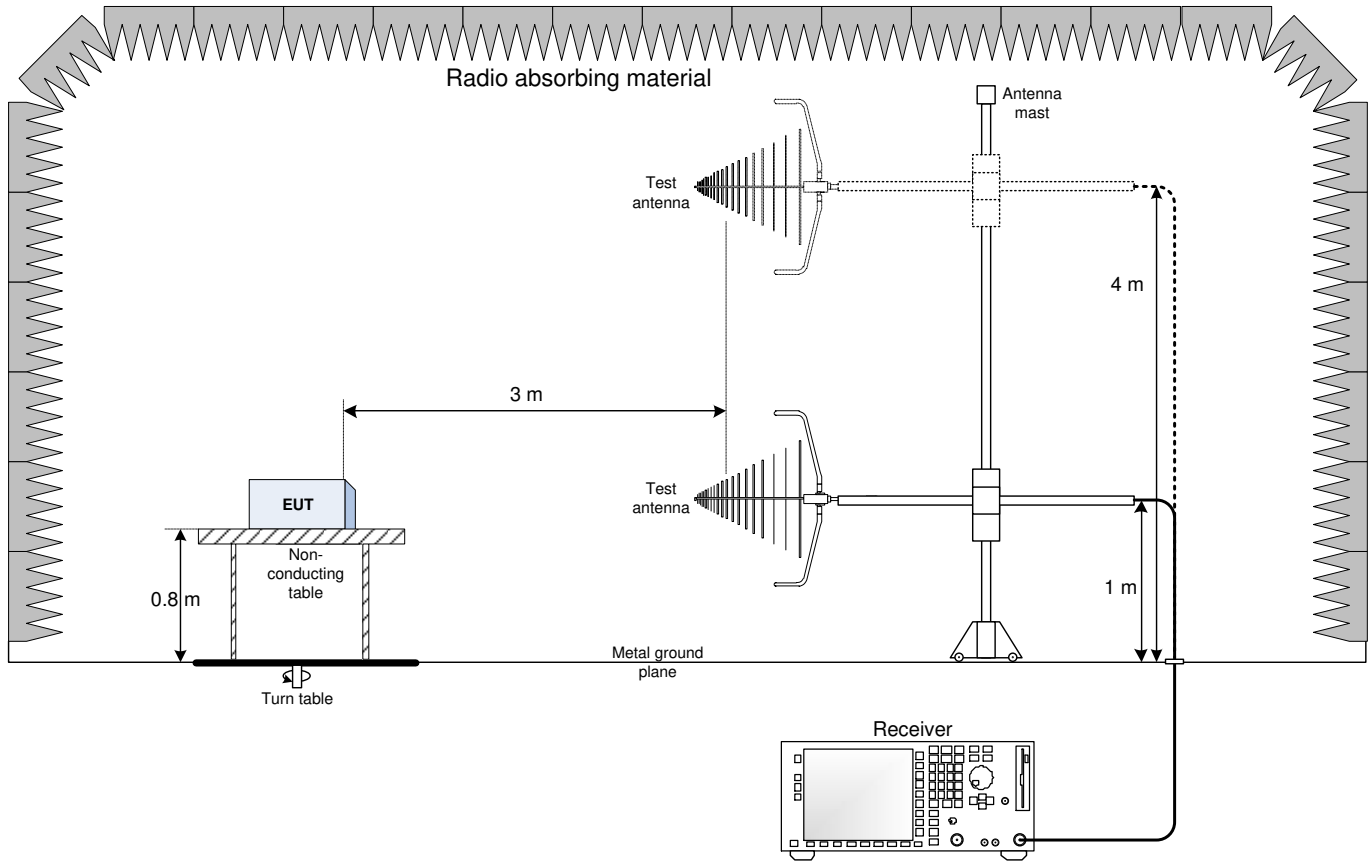 Radio absorbing material
Antenna
mast
Test
antenna
4 m
3 m
Test
antenna
EUT
Non-
conducting
table
0.8 m
1 m
Metal ground
plane
Turn table
Receiver